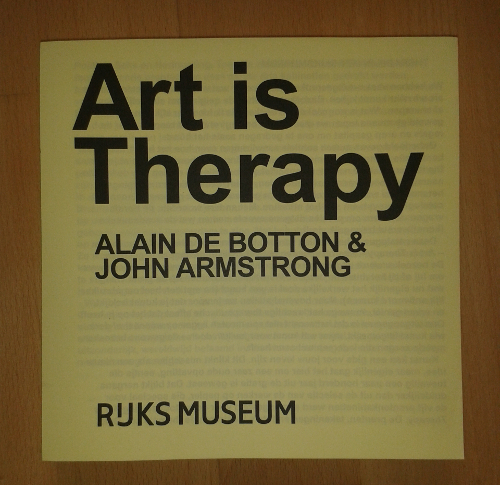 Art is
Therapy
ALAIN DE BOTTON &
JOHN ARMSTRONG
RIJKS MUSEUM